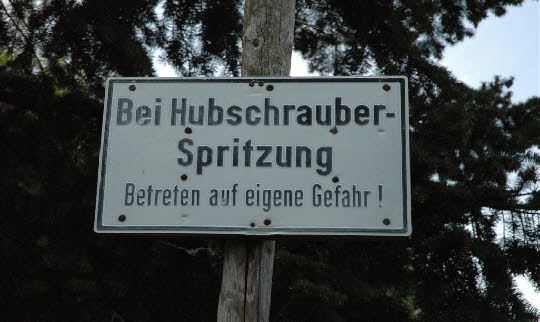 Bei Hubschrauber-
Spritzung
Betreten auf eigene Gefahr !